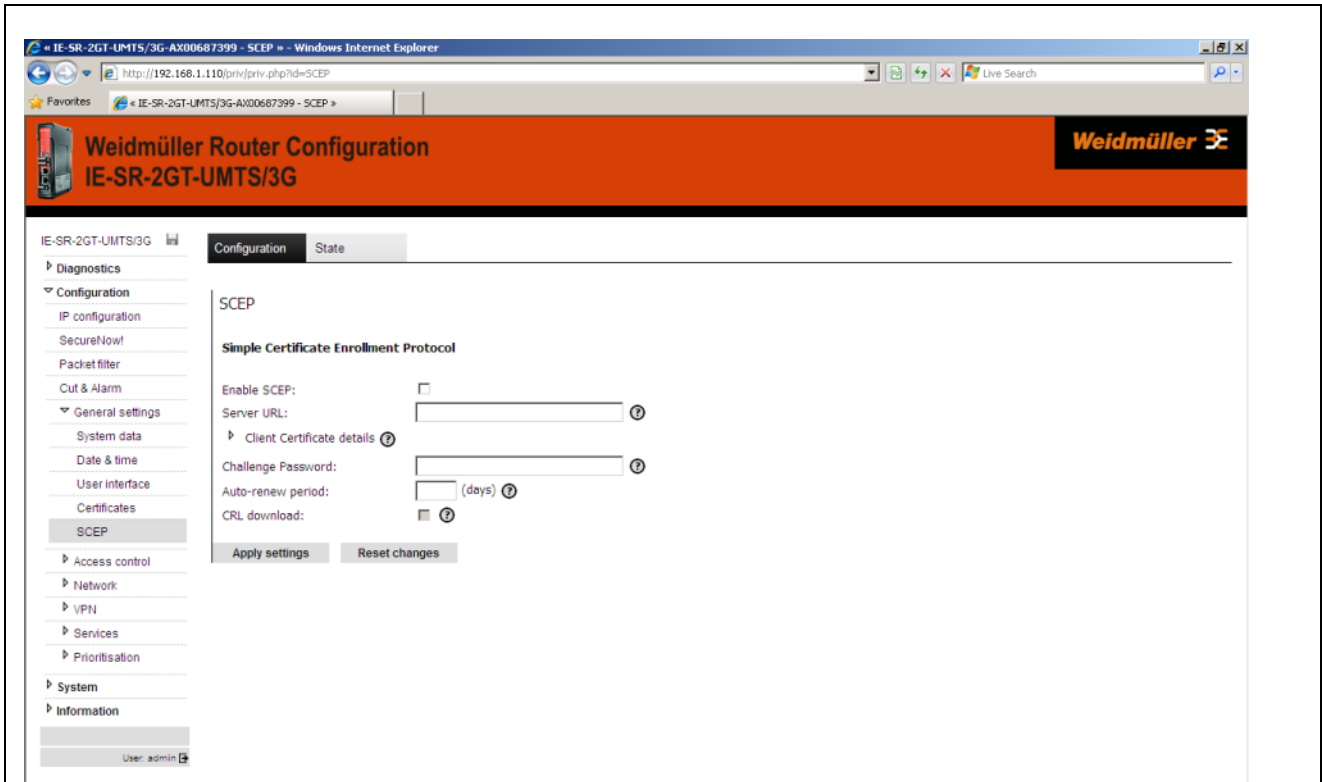 « IE-SR-2GT-UMTS/3G-AX00687399 - SCEP » - Windows Internet Explorer
http://192.168.1.110/priv/priv.php?id=SCEP
Live Search
Favorites
« IE-SR-2GT-UMTS/3G-AX00687399 - SCEP »
Weidmüller Router Configuration
IE-SR-2GT-UMTS/3G
Weidmüller
IE-SR-2GT-UMTS/3G
Configuration State
Diagnostics
Configuration
IP configuration
SecureNow!
Packet filter
Cut & Alarm
General settings
System data
Date & time
User interface
Certificates
SCEP
Access control
Network
VPN
Services
Prioritisation
System
Information
User: admin
SCEP
Simple Certificate Enrollment Protocol
Enable SCEP:
Server URL:
Client Certificate details
Challenge Password:
Auto-renew period: (days)
CRL download:
Apply settings Reset changes